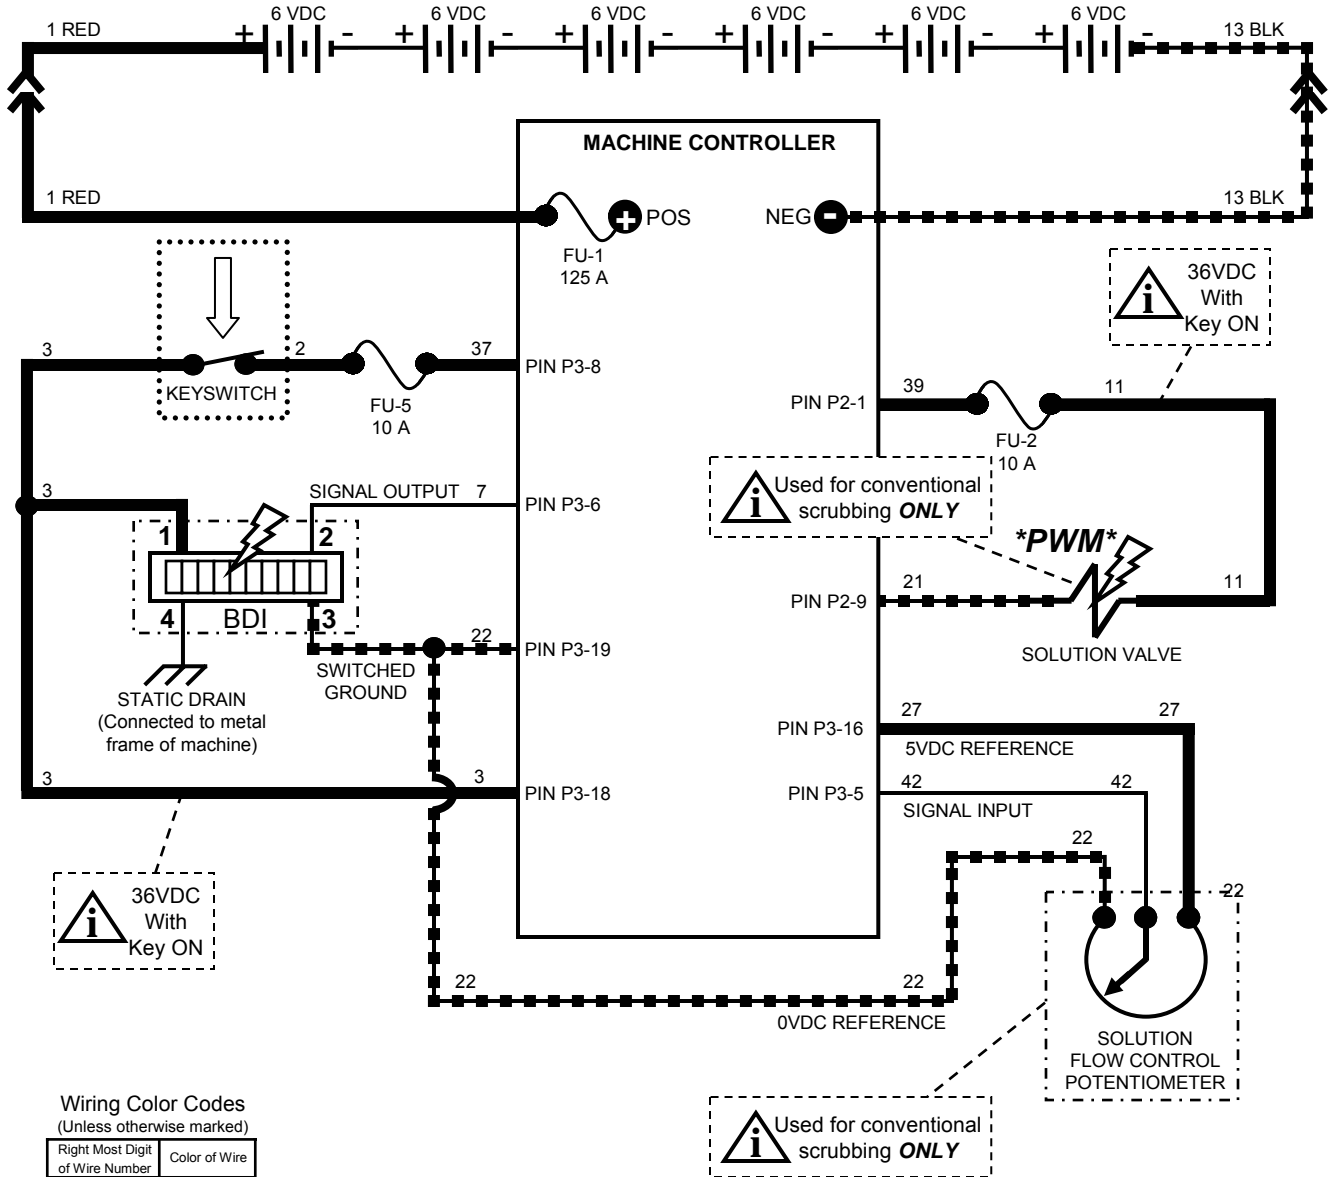 6 VDC 6 VDC 6 VDC 6 VDC 6 VDC 6 VDC
+ - + - + - + - + - + -
1 RED
13 BLK
MACHINE CONTROLLER
1 RED
13 BLK
+ POS
NEG -
FU-1
125 A
36VDC
With
Key ON
i
3
2
37
PIN P3-8
KEYSWITCH
FU-5
10 A
39
11
PIN P2-1
FU-2
10 A
i
Used for conventional
scrubbing ONLY
3
SIGNAL OUTPUT 7
PIN P3-6
1
2
*PWM*
21
11
PIN P2-9
4
BDI
3
22
PIN P3-19
SOLUTION VALVE
SWITCHED
GROUND
STATIC DRAIN
(Connected to metal
frame of machine)
27
27
PIN P3-16
5VDC REFERENCE
3
3
PIN P3-18
42
42
PIN P3-5
SIGNAL INPUT
22
22
i
36VDC
With
Key ON
22
22
0VDC REFERENCE
SOLUTION
FLOW CONTROL
POTENTIOMETER
i
Used for conventional
scrubbing ONLY
Wiring Color Codes
(Unless otherwise marked)
Right Most Digit
of Wire Number
Color of Wire